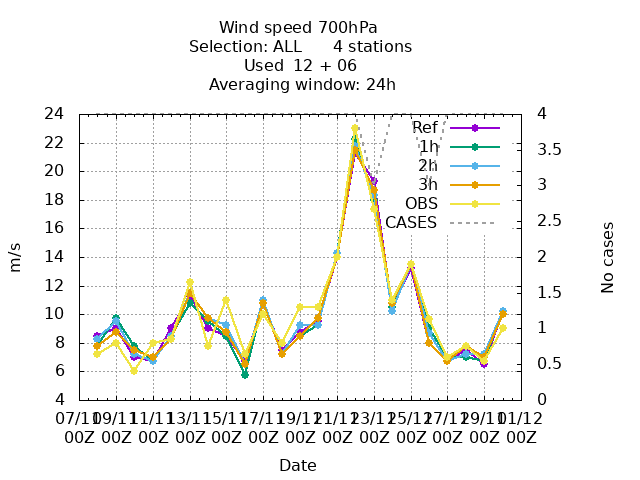 Wind speed 700hPa
Selection: ALL 4 stations
Used 12 + 06
Averaging window: 24h
24
22
20
18
16
14
12
10
8
6
4
m/s
4
3.5
3
2.5
2
1.5
1
0.5
0
No cases
Ref
1h
2h
3h
OBS
CASES
07/11 09/11 11/11 13/11 15/11 17/11 19/11 21/11 23/11 25/11 27/11 29/11 01/12
00Z 00Z 00Z 00Z 00Z 00Z 00Z 00Z 00Z 00Z 00Z 00Z 00Z
Date